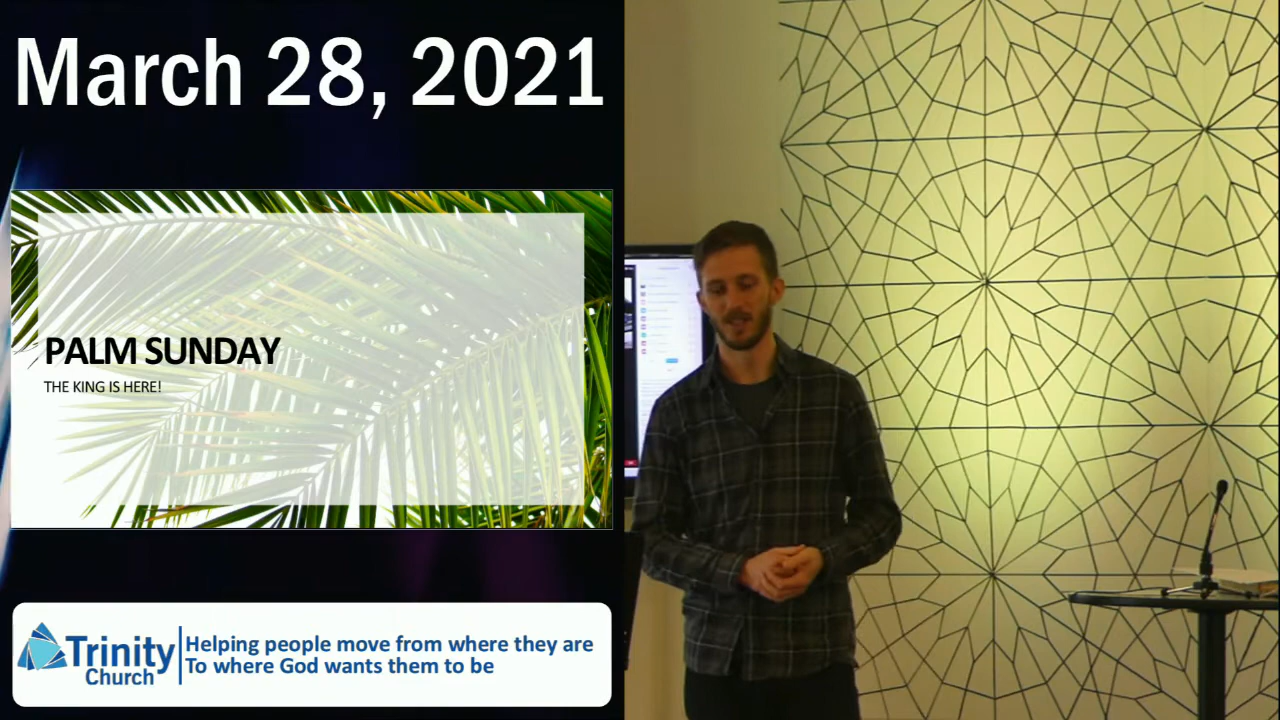 March 28, 2021
PALM SUNDAY
THE KING IS HERE!
Trinity
Church
Helping people move from where they are
To where God wants them to be